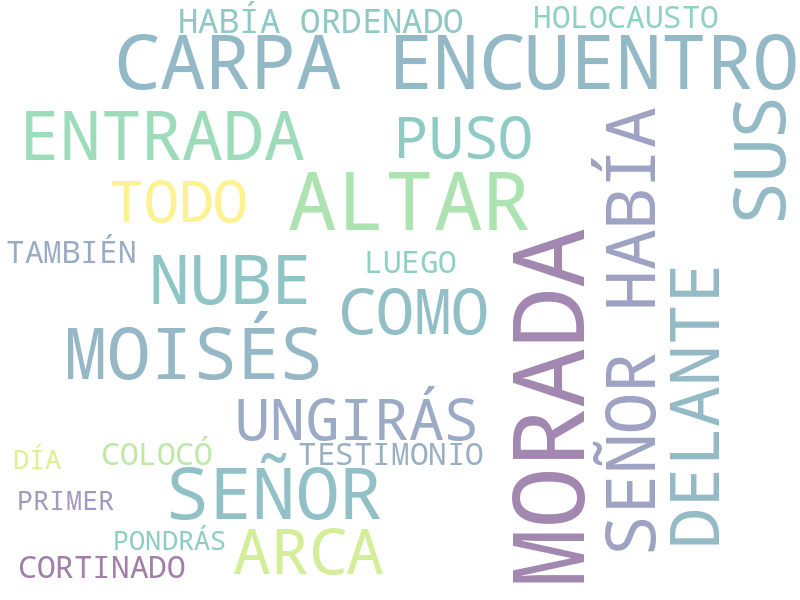 HABÍA ORDENADO
HOLOCAUSTO
CARPA ENCUENTRO
ENTRADA
PUSO
SUS
TODO
ALTAR
SEÑOR HABÍA
TAMBIÉN
NUBE
LUEGO
MORADA
COMO
DELANTE
MOISÉS
UNGIRÁS
DÍA
COLOCÓ
TESTIMONIO
SEÑOR
PRIMER
PONDRÁS
ARCA
CORTINADO